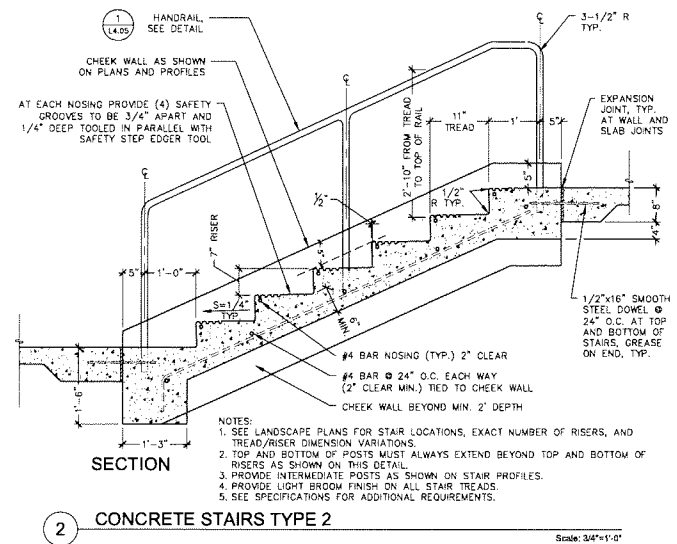 1
L4.05
HANDRAIL,
SEE DETAIL
CHEEK WALL AS SHOWN
ON PLANS AND PROFILES
AT EACH NOSING PROVIDE (4) SAFETY
GROOVES TO BE 3/4" APART AND
1/4" DEEP TOOLED IN PARALLEL WITH
SAFETY STEP EDGER TOOL
℄
℄
℄
3-1/2" R
TYP.
EXPANSION
JOINT, TYP.
AT WALL AND
SLAB JOINTS
2'-10" FROM TREAD
TO TOP OF RAIL
11"
TREAD
1'
5"
5"
1/2"
R TYP.
1/2"
7" RISER
5"
5"
1'-0"
S=1/4"
TYP
6"
MIN.
8"
4"
1'-6"
1'-3"
1/2"x16" SMOOTH
STEEL DOWEL @
24" O.C. AT TOP
AND BOTTOM OF
STAIRS, GREASE
ON END, TYP.
#4 BAR NOSING (TYP.) 2" CLEAR
#4 BAR @ 24" O.C. EACH WAY
(2" CLEAR MIN.) TIED TO CHEEK WALL
CHEEK WALL BEYOND MIN. 2' DEPTH
SECTION
NOTES:
1. SEE LANDSCAPE PLANS FOR STAIR LOCATIONS, EXACT NUMBER OF RISERS, AND
TREAD/RISER DIMENSION VARIATIONS.
2. TOP AND BOTTOM OF POSTS MUST ALWAYS EXTEND BEYOND TOP AND BOTTOM OF
RISERS AS SHOWN ON THIS DETAIL.
3. PROVIDE INTERMEDIATE POSTS AS SHOWN ON STAIR PROFILES.
4. PROVIDE LIGHT BROOM FINISH ON ALL STAIR TREADS.
5. SEE SPECIFICATIONS FOR ADDITIONAL REQUIREMENTS.
2
CONCRETE STAIRS TYPE 2
Scale: 3/4"=1'-0"